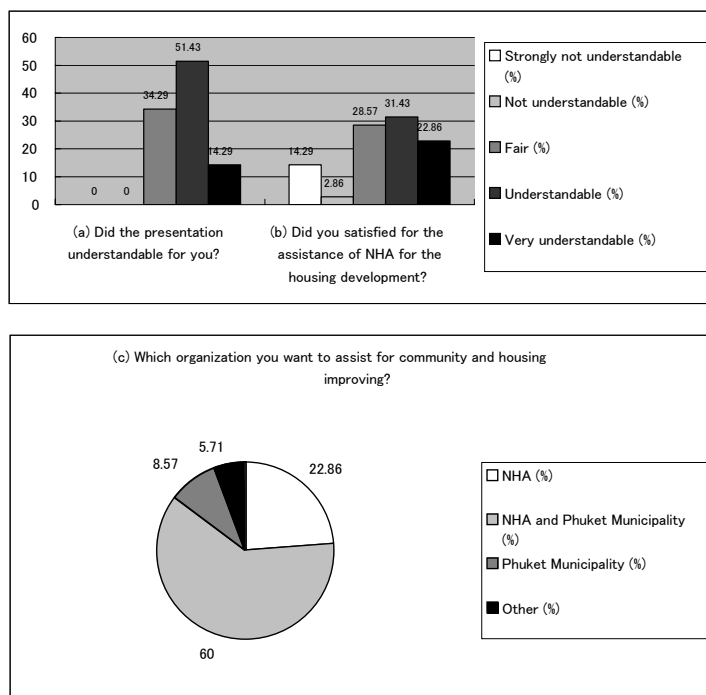 60
50
40
30
20
10
0
0
0
34.29
51.43
14.29
14.29
2.86
28.57
31.43
22.86
(a) Did the presentation
understandable for you?
(b) Did you satisfied for the
assistance of NHA for the
housing development?
Strongly not understandable
(%)
Not understandable (%)
Fair (%)
Understandable (%)
Very understandable (%)
(c) Which organization you want to assist for community and housing
improving?
5.71
8.57
22.86
60
NHA (%)
NHA and Phuket Municipality
(%)
Phuket Municipality (%)
Other (%)